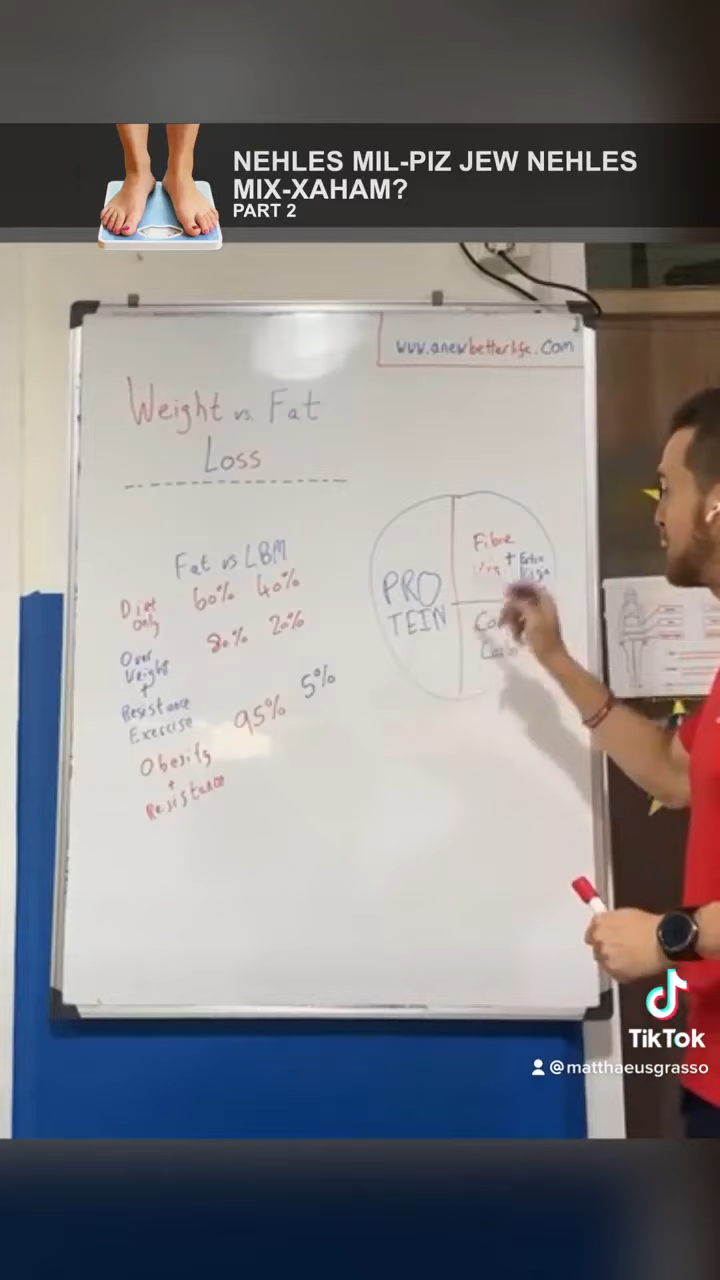 NEHLES MIL-PIZ JEW NEHLES
MIX-XAHAM?
PART 2
www.anewbetterlife.com
Weight vs. Fat
Loss
Fat vs LBM
Diet only 60% 40%
Over Weight + Resistance Exercise 80% 20%
Obesity + Resistance 95% 5%
PRO
TEIN
Fibre
+ Extra
TikTok
@matthaeusgrasso